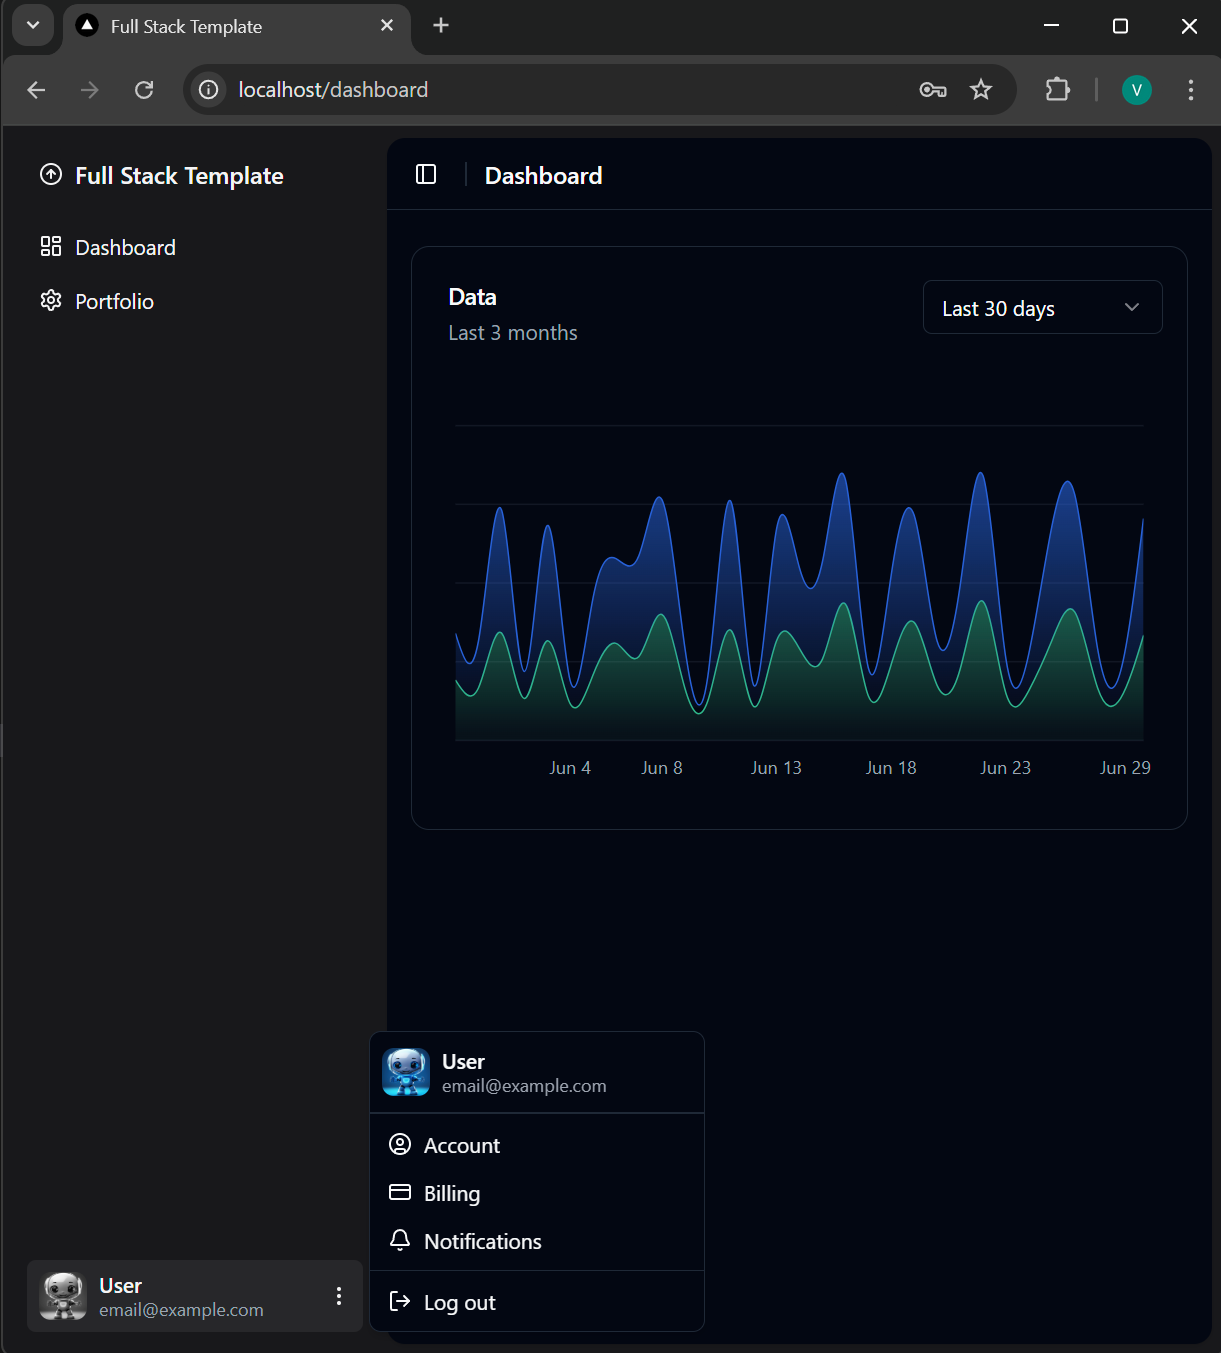 Full Stack Template
localhost/dashboard
V
Full Stack Template
Dashboard
Portfolio
Dashboard
Data
Last 3 months
Last 30 days
Jun 4 Jun 8 Jun 13 Jun 18 Jun 23 Jun 29
User
email@example.com
Account
Billing
Notifications
Log out
User
email@example.com